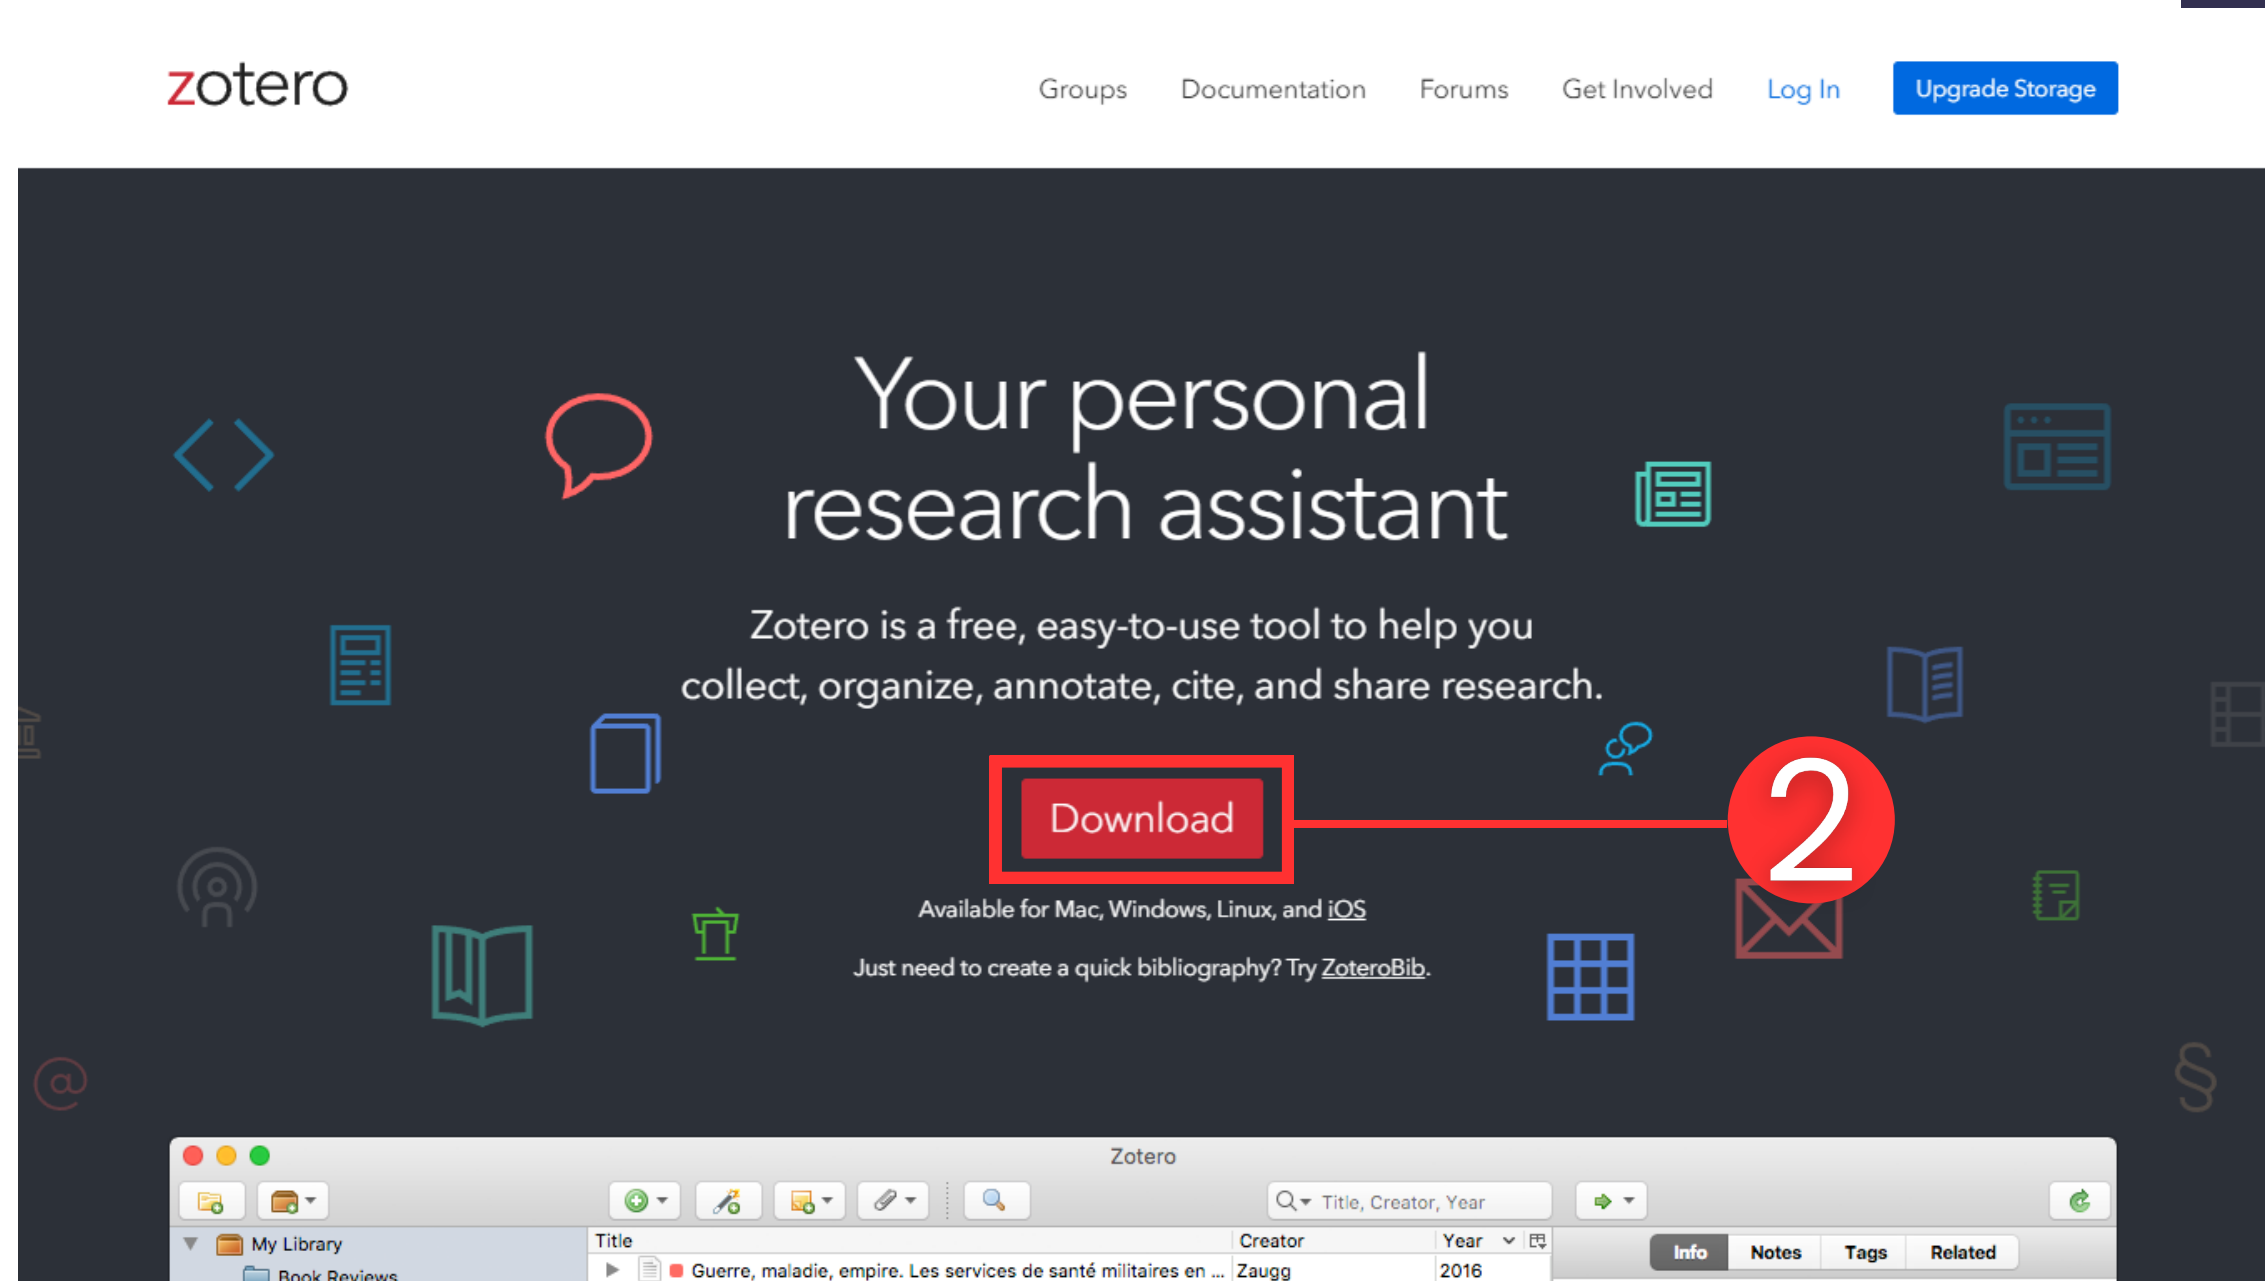 zotero
Groups Documentation Forums Get Involved Log In Upgrade Storage
Your personal
research assistant
Zotero is a free, easy-to-use tool to help you
collect, organize, annotate, cite, and share research.
Download
2
Available for Mac, Windows, Linux, and iOS
Just need to create a quick bibliography? Try ZoteroBib.
@
§
Zotero
Title, Creator, Year
My Library
Title Creator Year
Info Notes Tags Related
Book Reviews
Guerre, maladie, empire. Les services de santé militaires en ... Zaugg 2016